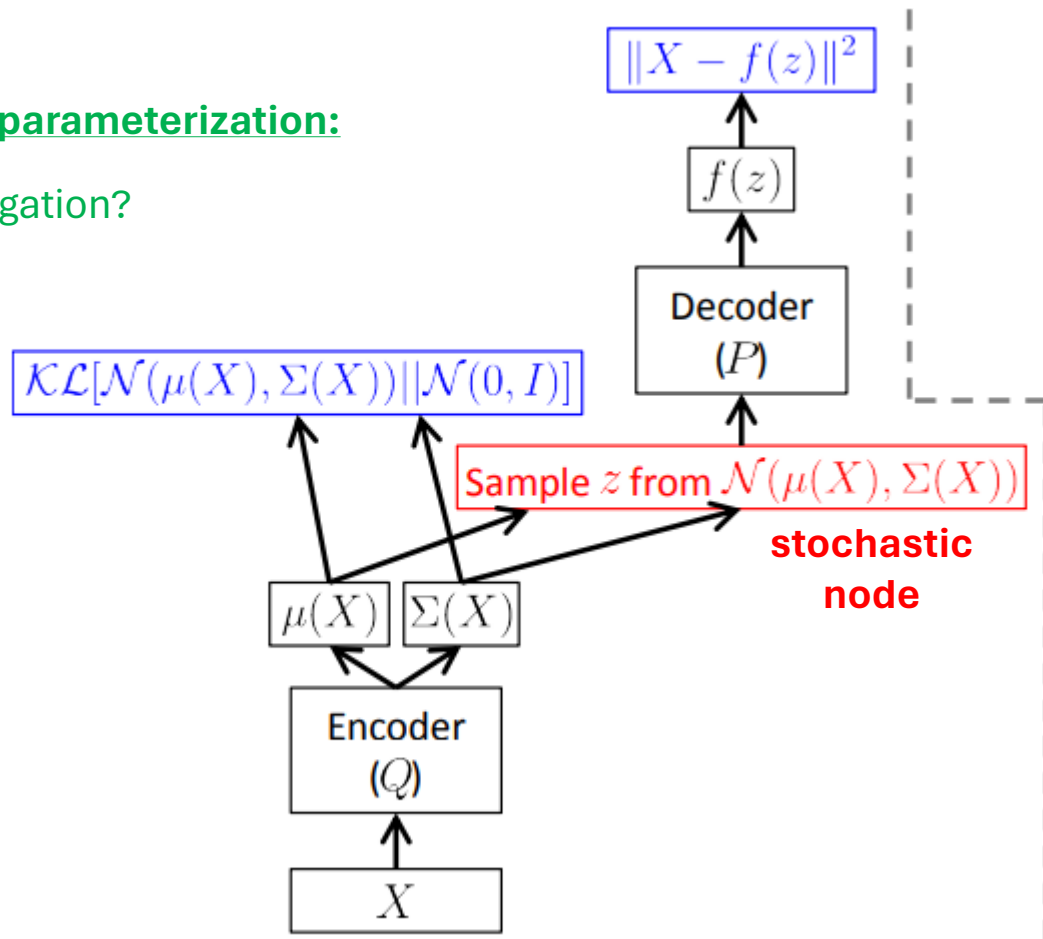 parameterization:
gation?
‖X − f(z)‖²
f(z)
Decoder
(P)
𝒦ℒ[𝒩(μ(X), Σ(X))||𝒩(0, I)]
Sample z from 𝒩(μ(X), Σ(X))
stochastic
node
μ(X)
Σ(X)
Encoder
(Q)
X